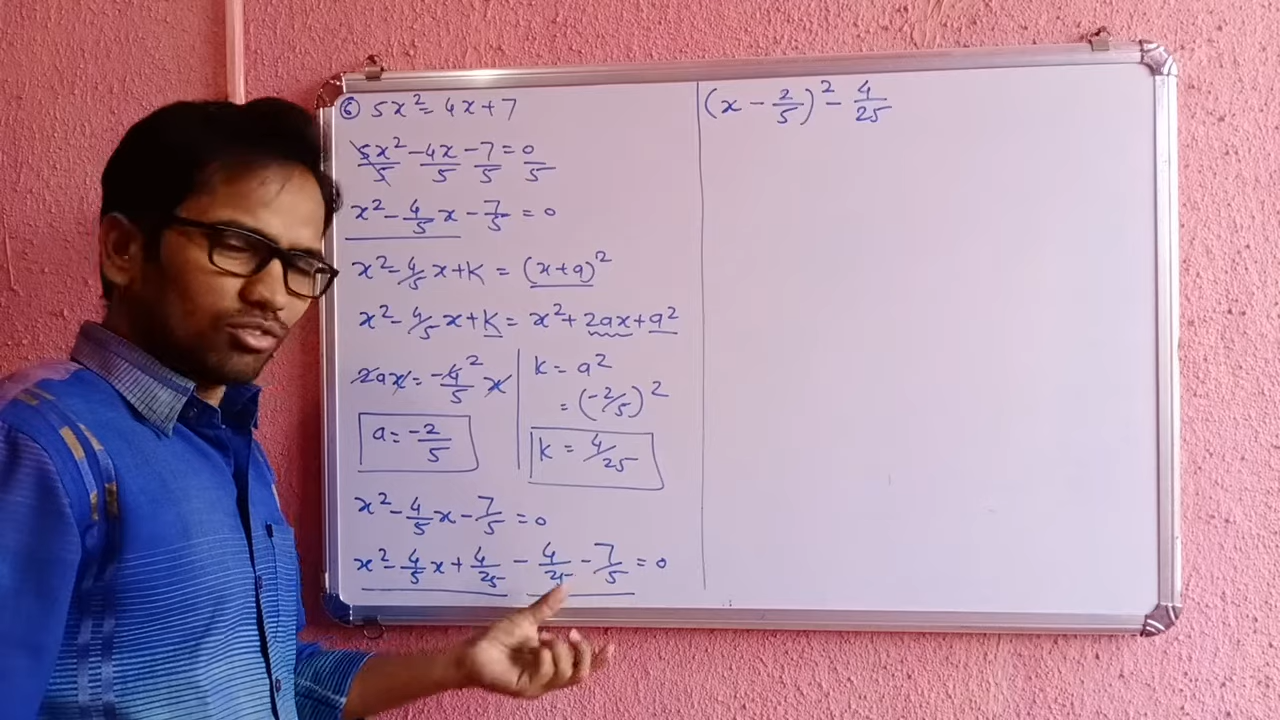 ⑥ 5x² = 4x + 7
5x²/5 - 4x/5 - 7/5 = 0/5
x² - 4/5 x - 7/5 = 0
x² - 4/5 x + K = (x + a)²
x² - 4/5 x + K = x² + 2ax + a²
2ax = -4/5 2 x
a = -2/5
x² - 4/5 x - 7/5 = 0
x² - 4/5 x + 4/25 - 4/25 - 7/5 = 0
K = a²
= (-2/5)²
K = 4/25
(x - 2/5)² - 4/25